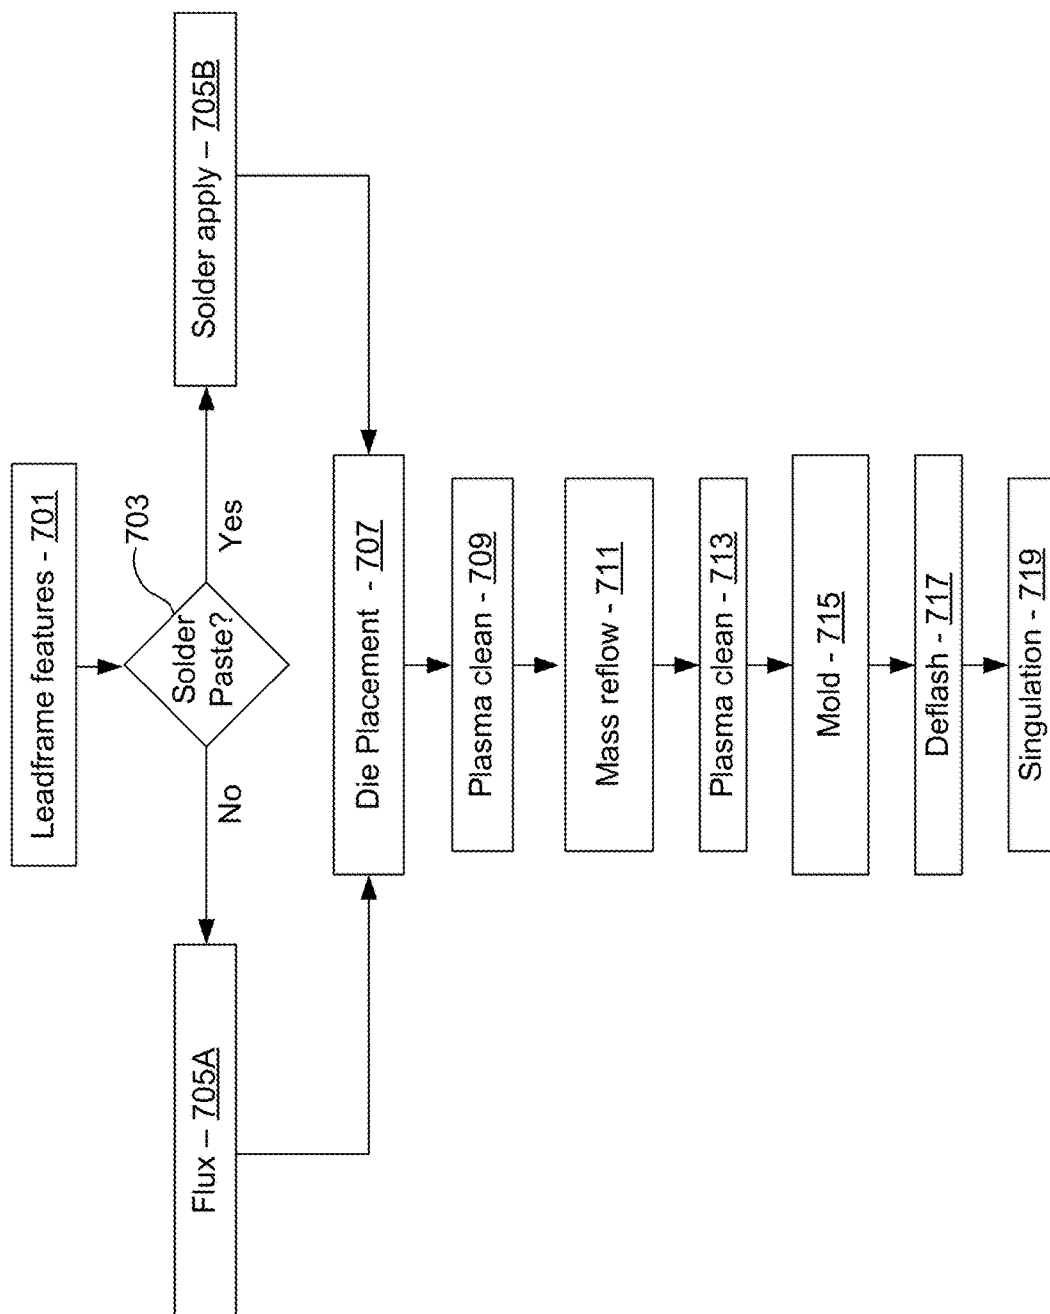 Leadframe features - 701
703
Solder
Paste?
No
Yes
Flux – 705A
Solder apply – 705B
Die Placement - 707
Plasma clean - 709
Mass reflow - 711
Plasma clean - 713
Mold - 715
Deflash - 717
Singulation - 719